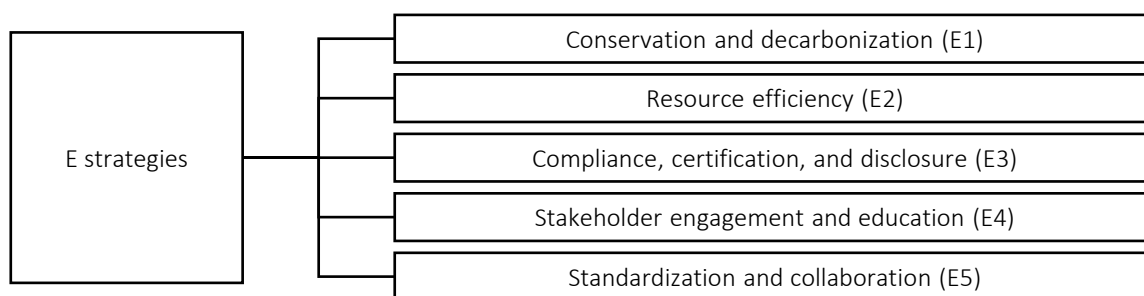 Conservation and decarbonization (E1)
Resource efficiency (E2)
E strategies
Compliance, certification, and disclosure (E3)
Stakeholder engagement and education (E4)
Standardization and collaboration (E5)